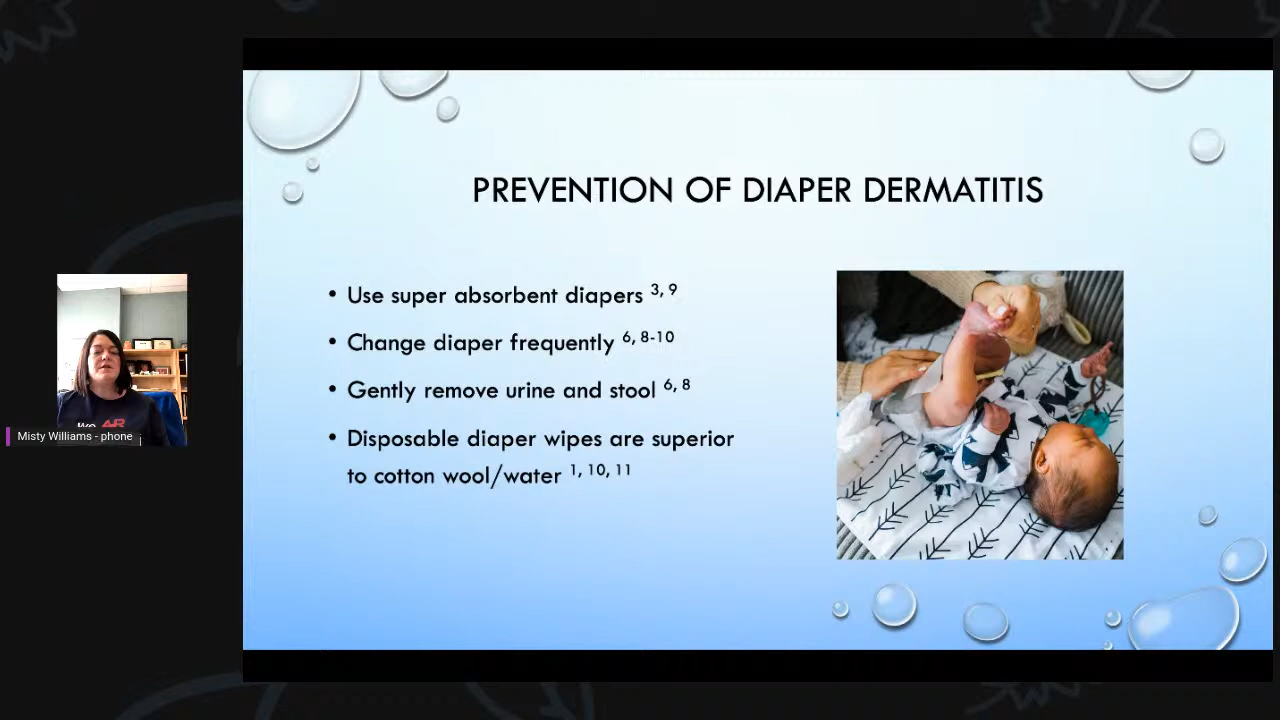 PREVENTION OF DIAPER DERMATITIS
• Use super absorbent diapers 3, 9
• Change diaper frequently 6, 8-10
• Gently remove urine and stool 6, 8
• Disposable diaper wipes are superior
to cotton wool/water 1, 10, 11
We AR
Misty Williams - phone